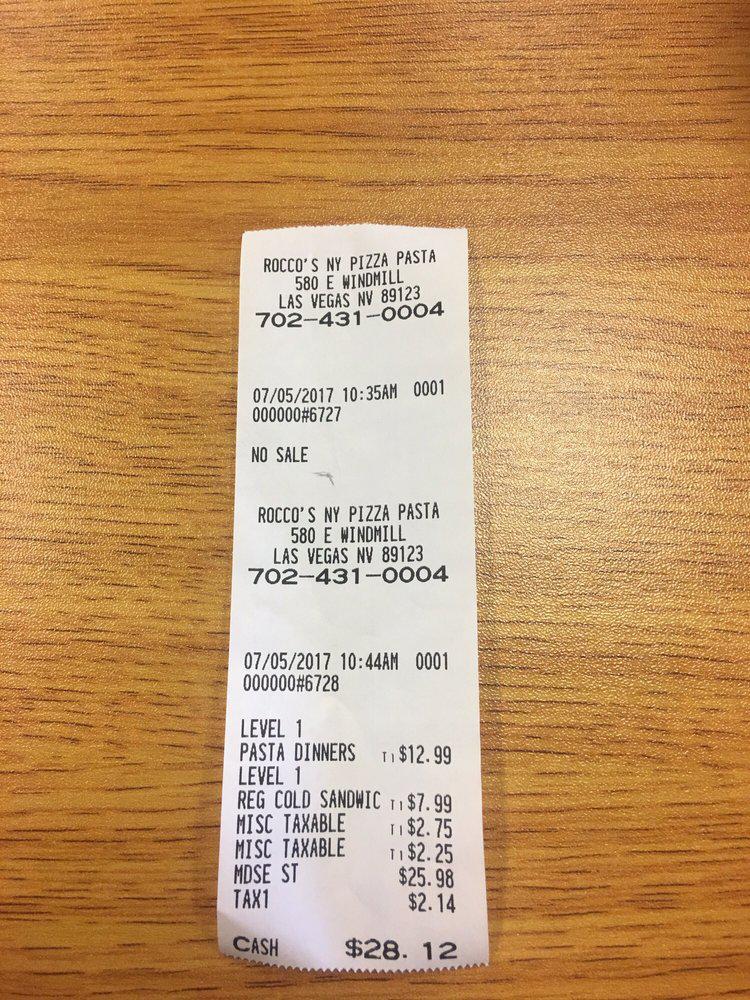 ROCCO'S NY PIZZA PASTA
580 E WINDMILL
LAS VEGAS NV 89123
702-431-0004
07/05/2017 10:35AM 0001
000000#6727
NO SALE
ROCCO'S NY PIZZA PASTA
580 E WINDMILL
LAS VEGAS NV 89123
702-431-0004
07/05/2017 10:44AM 0001
000000#6728
LEVEL 1
PASTA DINNERS T1 $12.99
LEVEL 1
REG COLD SANDWIC T1 $7.99
MISC TAXABLE T1 $2.75
MISC TAXABLE T1 $2.25
MDSE ST $25.98
TAX1 $2.14
CASH $28.12